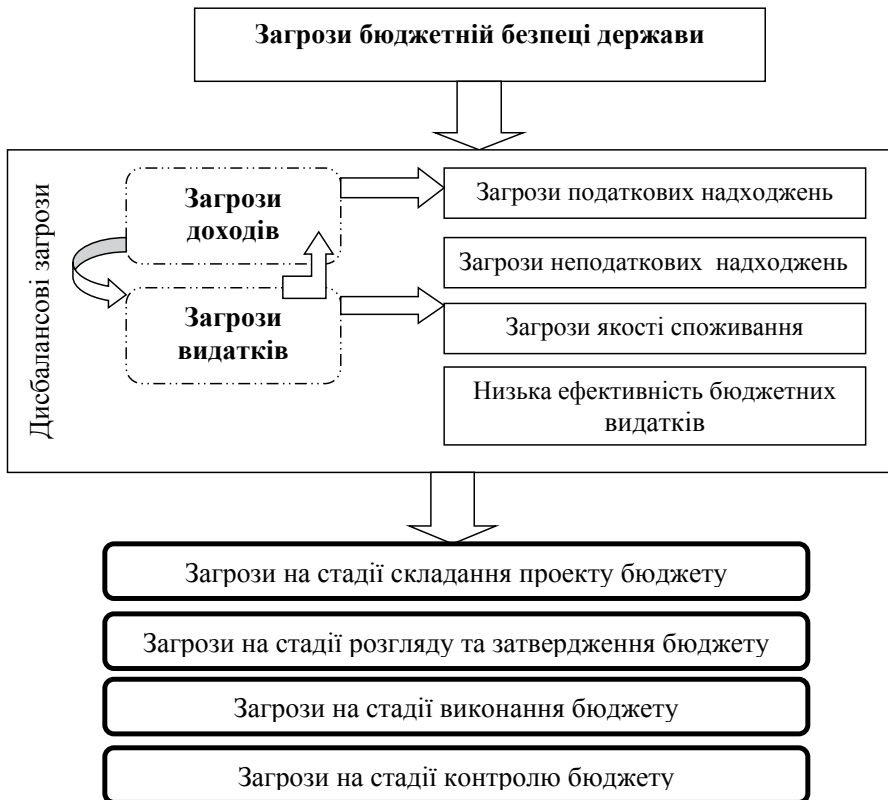 Загрози бюджетній безпеці держави
Дисбалансові загрози
Загрози
доходів
Загрози податкових надходжень
Загрози неподаткових надходжень
Загрози
видатків
Загрози якості споживання
Низька ефективність бюджетних
видатків
Загрози на стадії складання проекту бюджету
Загрози на стадії розгляду та затвердження бюджету
Загрози на стадії виконання бюджету
Загрози на стадії контролю бюджету